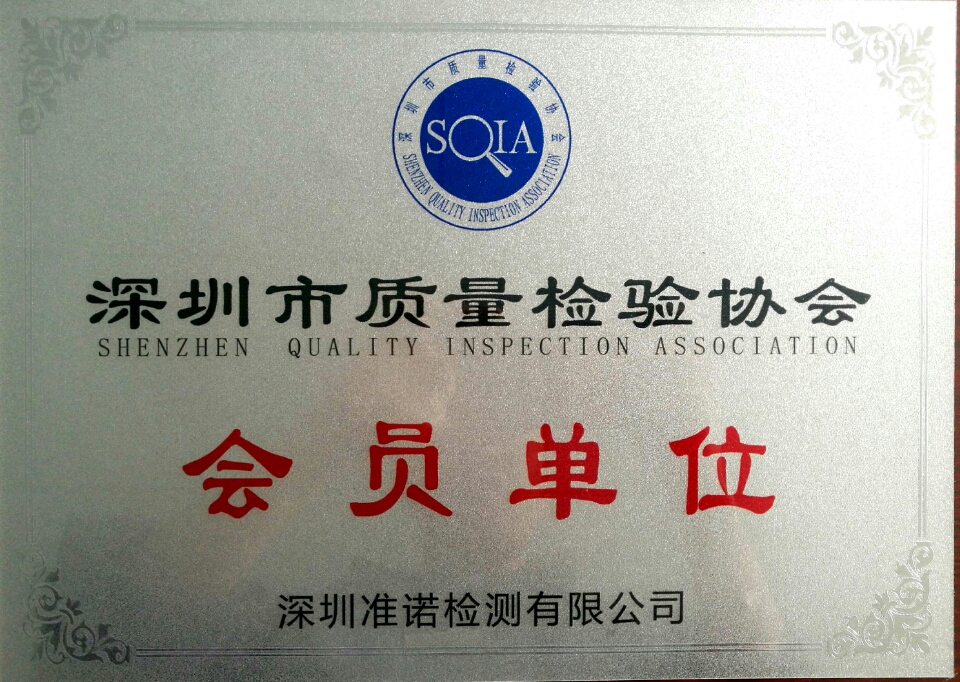 深圳市质量检验协会
SQIA
SHENZHEN QUALITY INSPECTION ASSOCIATION
深圳市质量检验协会
SHENZHEN QUALITY INSPECTION ASSOCIATION
会员单位
深圳准诺检测有限公司